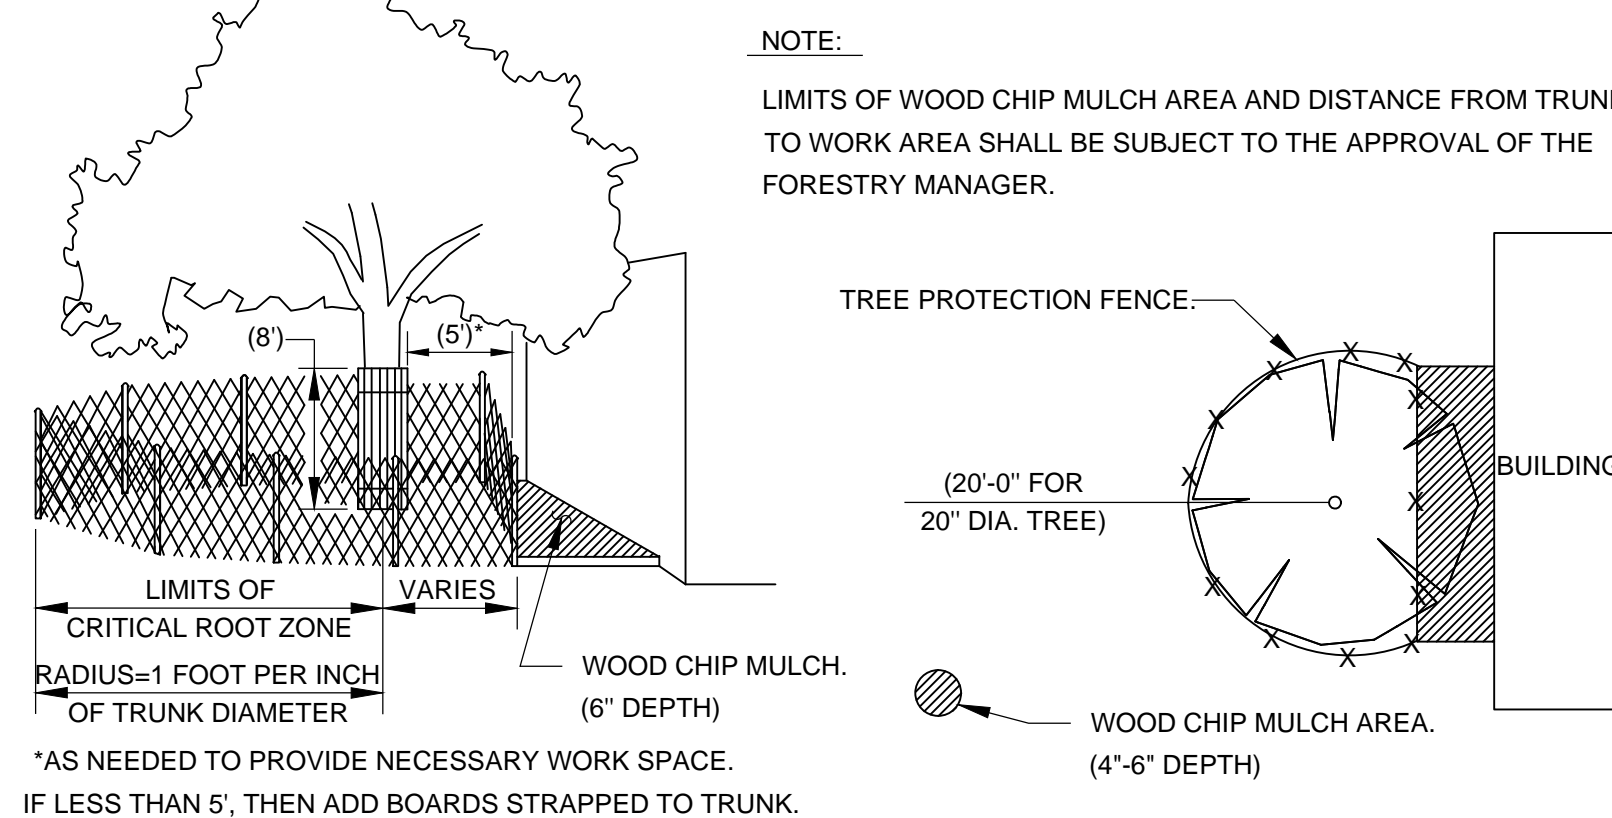 NOTE:
LIMITS OF WOOD CHIP MULCH AREA AND DISTANCE FROM TRUN
TO WORK AREA SHALL BE SUBJECT TO THE APPROVAL OF THE
FORESTRY MANAGER.
(8')
(5')*
LIMITS OF
CRITICAL ROOT ZONE
VARIES
RADIUS=1 FOOT PER INCH
OF TRUNK DIAMETER
WOOD CHIP MULCH.
(6" DEPTH)
*AS NEEDED TO PROVIDE NECESSARY WORK SPACE.
IF LESS THAN 5', THEN ADD BOARDS STRAPPED TO TRUNK.
TREE PROTECTION FENCE.
X X X X X X X X X X X X X
(20'-0" FOR
20" DIA. TREE)
BUILDING
WOOD CHIP MULCH AREA.
(4"-6" DEPTH)